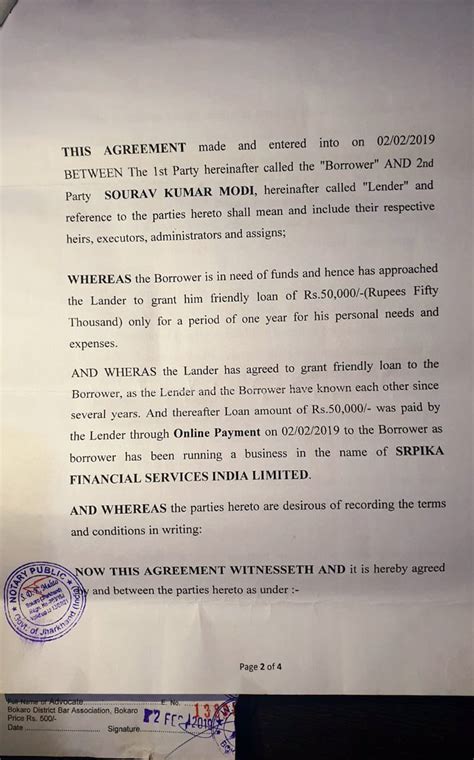 THIS AGREEMENT made and entered into on 02/02/2019
BETWEEN The 1st Party hereinafter called the "Borrower" AND 2nd
Party SOURAV KUMAR MODI, hereinafter called "Lender" and
reference to the parties hereto shall mean and include their respective
heirs, executors, administrators and assigns;
WHEREAS the Borrower is in need of funds and hence has approached
the Lander to grant him friendly loan of Rs.50,000/-(Rupees Fifty
Thousand) only for a period of one year for his personal needs and
expenses.
AND WHERAS the Lander has agreed to grant friendly loan to the
Borrower, as the Lender and the Borrower have known each other since
several years. And thereafter Loan amount of Rs.50,000/- was paid by
the Lender through Online Payment on 02/02/2019 to the Borrower as
borrower has been running a business in the name of SRPIKA
FINANCIAL SERVICES INDIA LIMITED.
AND WHEREAS the parties hereto are desirous of recording the terms
and conditions in writing:
NOW THIS AGREEMENT WITNESSETH AND it is hereby agreed
and between the parties hereto as under :-
NOTARY PUBLIC
Govt. of Jharkhand
Page 2 of 4
Name of Advocate E. No.
Bokaro District Bar Association, Bokaro
Price Rs. 500/-
Date Signature